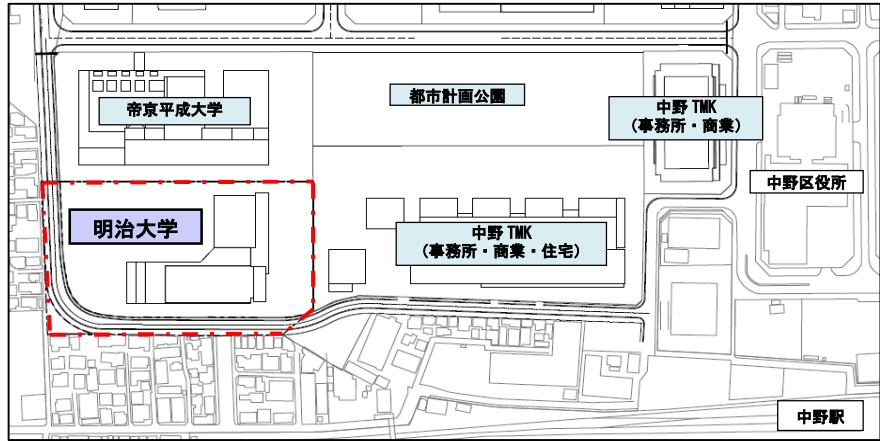 帝京平成大学
都市計画公園
中野 TMK
（事務所・商業）
中野区役所
明治大学
中野 TMK
（事務所・商業・住宅）
中野駅